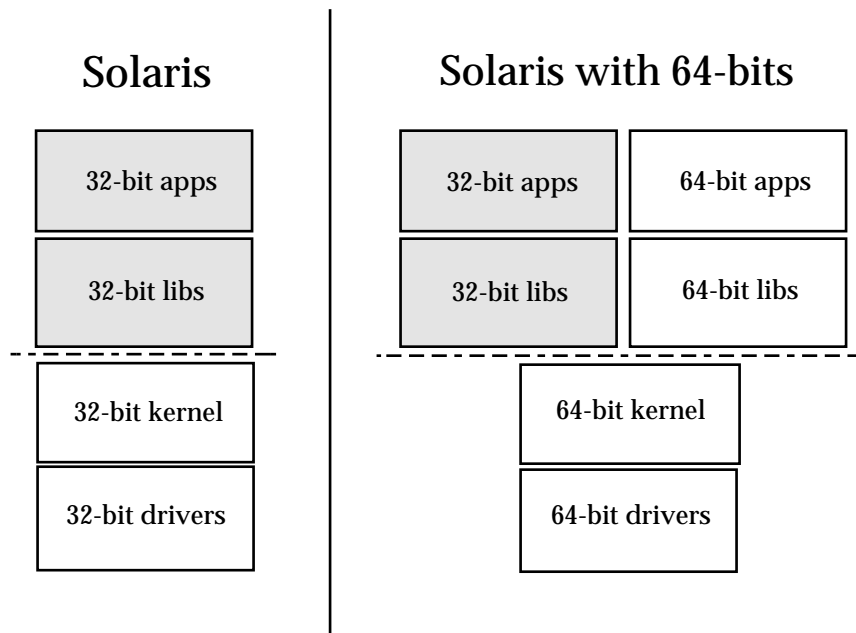 Solaris
32-bit apps
32-bit libs
32-bit kernel
32-bit drivers
Solaris with 64-bits
32-bit apps
64-bit apps
32-bit libs
64-bit libs
64-bit kernel
64-bit drivers